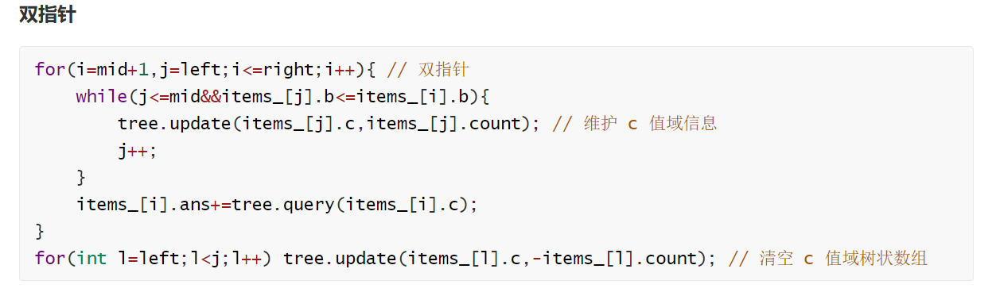 双指针
for(i=mid+1,j=left;i<=right;i++){ // 双指针
    while(j<=mid&&items_[j].b<=items_[i].b){
        tree.update(items_[j].c,items_[j].count); // 维护 c 值域信息
        j++;
    }
    items_[i].ans+=tree.query(items_[i].c);
}
for(int l=left;l<j;l++) tree.update(items_[l].c,-items_[l].count); // 清空 c 值域树状数组